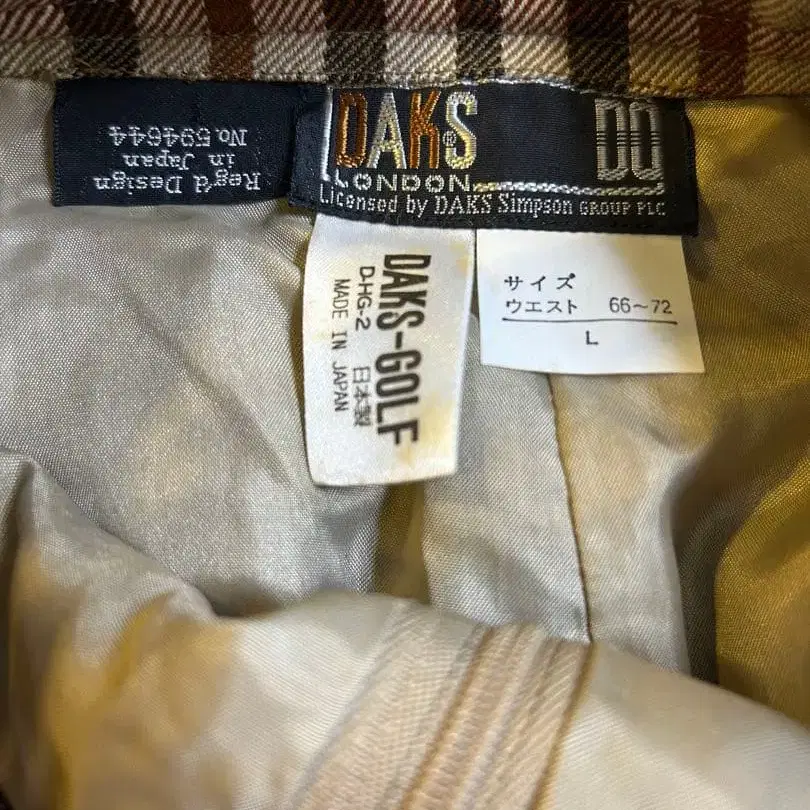 Reg'd Design
in Japan
No.594644
DAKS®
LONDON
DD
Licensed by DAKS Simpson GROUP PLC
DAKS-GOLF
D-HG-2 日本製
MADE IN JAPAN
サイズ
ウエスト 66~72
L